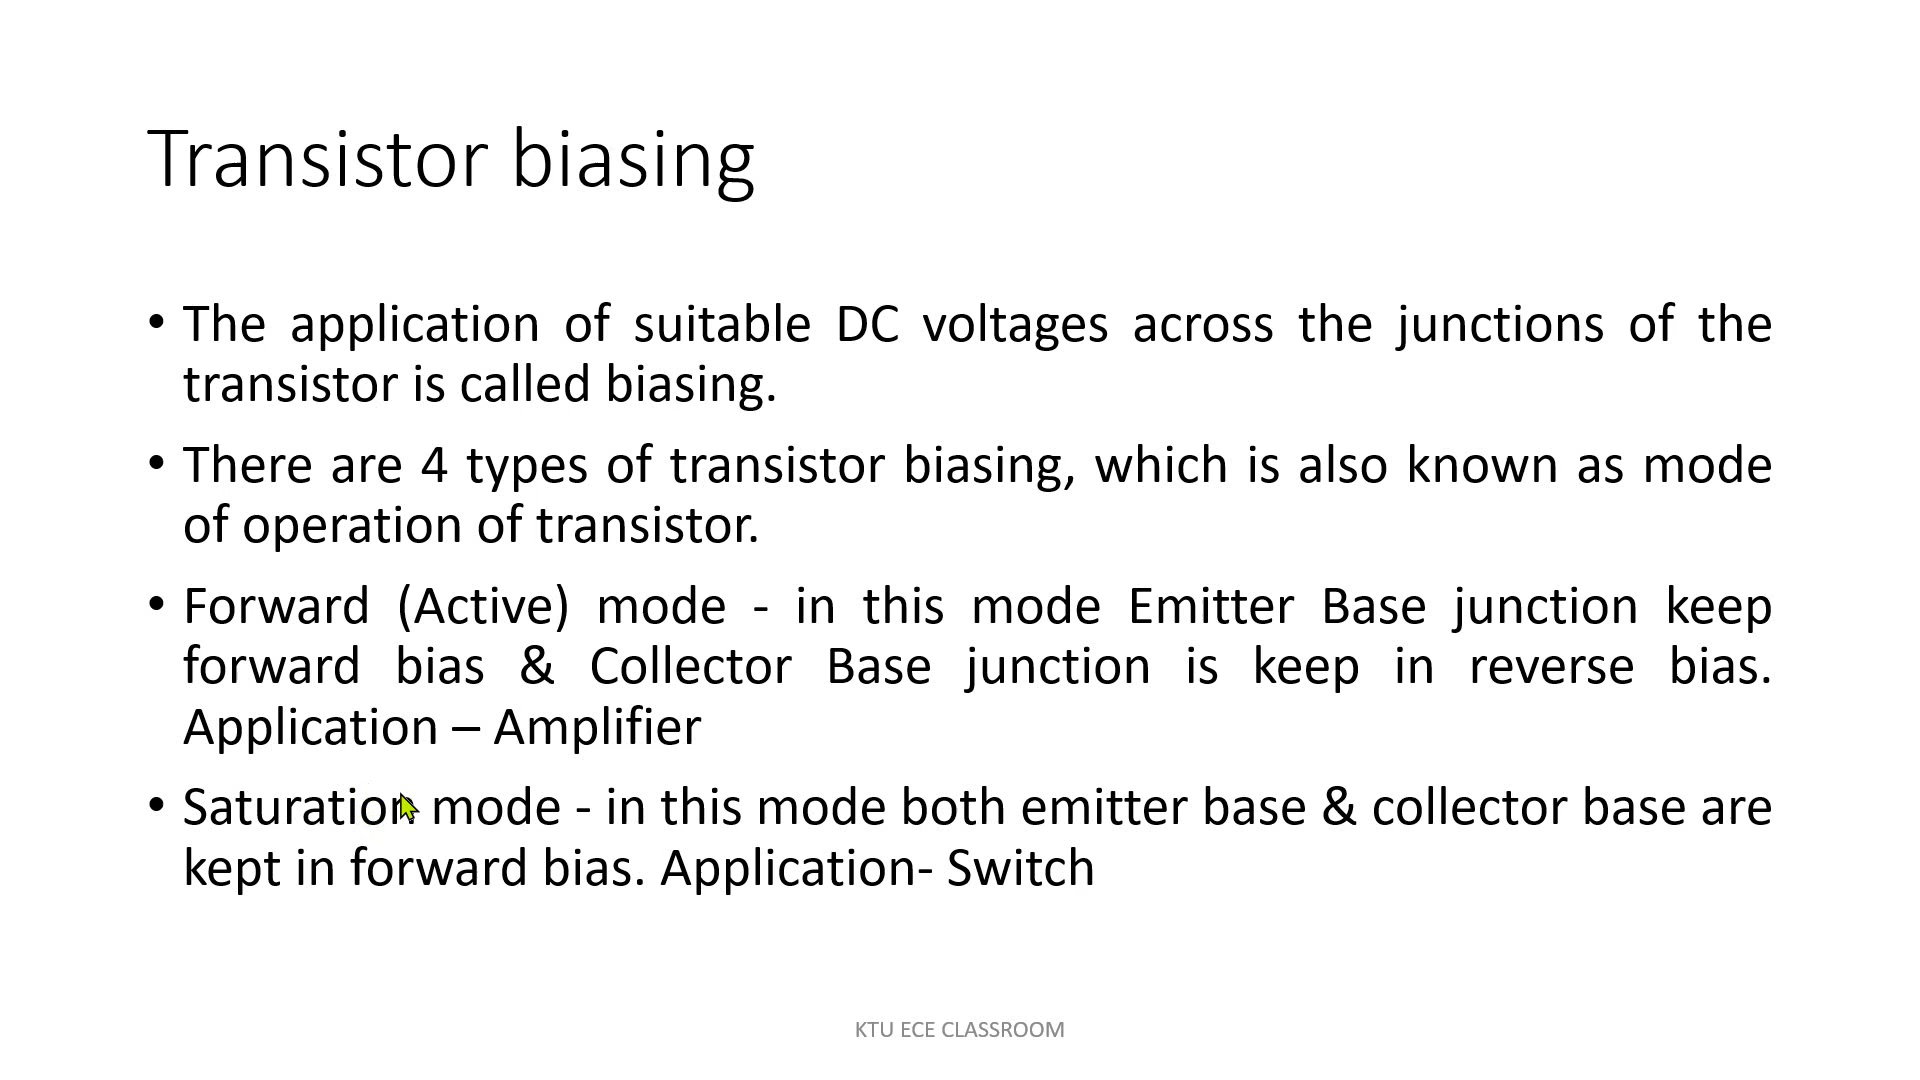 Transistor biasing
• The application of suitable DC voltages across the junctions of the
transistor is called biasing.
• There are 4 types of transistor biasing, which is also known as mode
of operation of transistor.
• Forward (Active) mode - in this mode Emitter Base junction keep
forward bias & Collector Base junction is keep in reverse bias.
Application – Amplifier
• Saturation mode - in this mode both emitter base & collector base are
kept in forward bias. Application- Switch
KTU ECE CLASSROOM